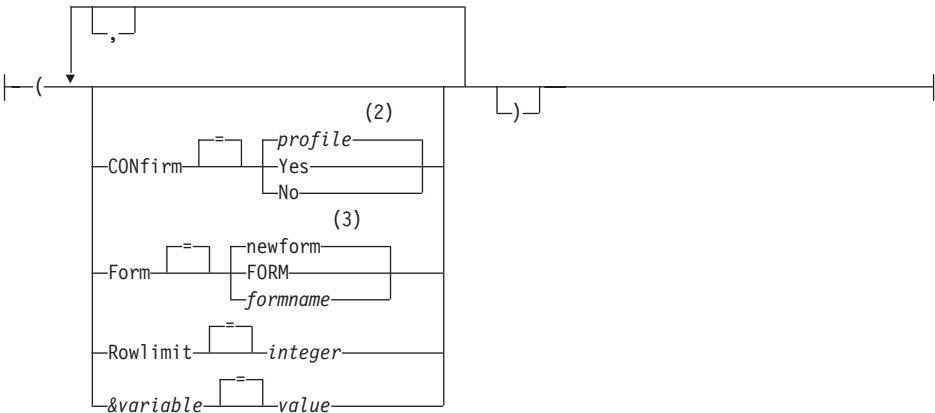 ,
(
)
(2)
=
profile
CONfirm
Yes
No
(3)
=
newform
Form
FORM
formname
=
Rowlimit integer
=
&variable value